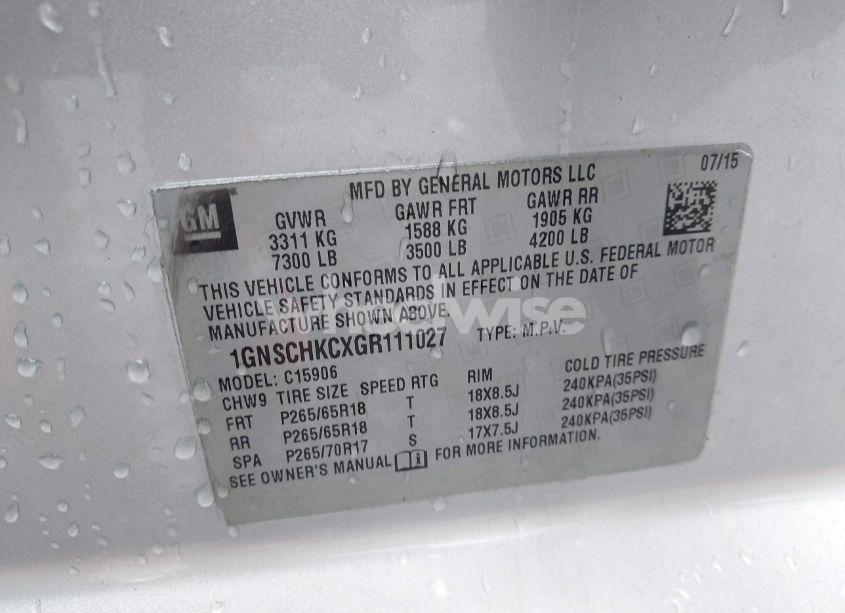 07/15
MFD BY GENERAL MOTORS LLC
GM
GVWR GAWR FRT GAWR RR
3311 KG 1588 KG 1905 KG
7300 LB 3500 LB 4200 LB
THIS VEHICLE CONFORMS TO ALL APPLICABLE U.S. FEDERAL MOTOR
VEHICLE SAFETY STANDARDS IN EFFECT ON THE DATE OF
MANUFACTURE SHOWN ABOVE.
1GNSCHKCXGR111027 TYPE: M.P.V.
MODEL: C15906
CHW9 TIRE SIZE SPEED RTG RIM COLD TIRE PRESSURE
FRT P265/65R18 T 18X8.5J 240KPA(35PSI)
RR P265/65R18 T 18X8.5J 240KPA(35PSI)
SPA P265/70R17 S 17X7.5J 240KPA(35PSI)
SEE OWNER'S MANUAL FOR MORE INFORMATION.